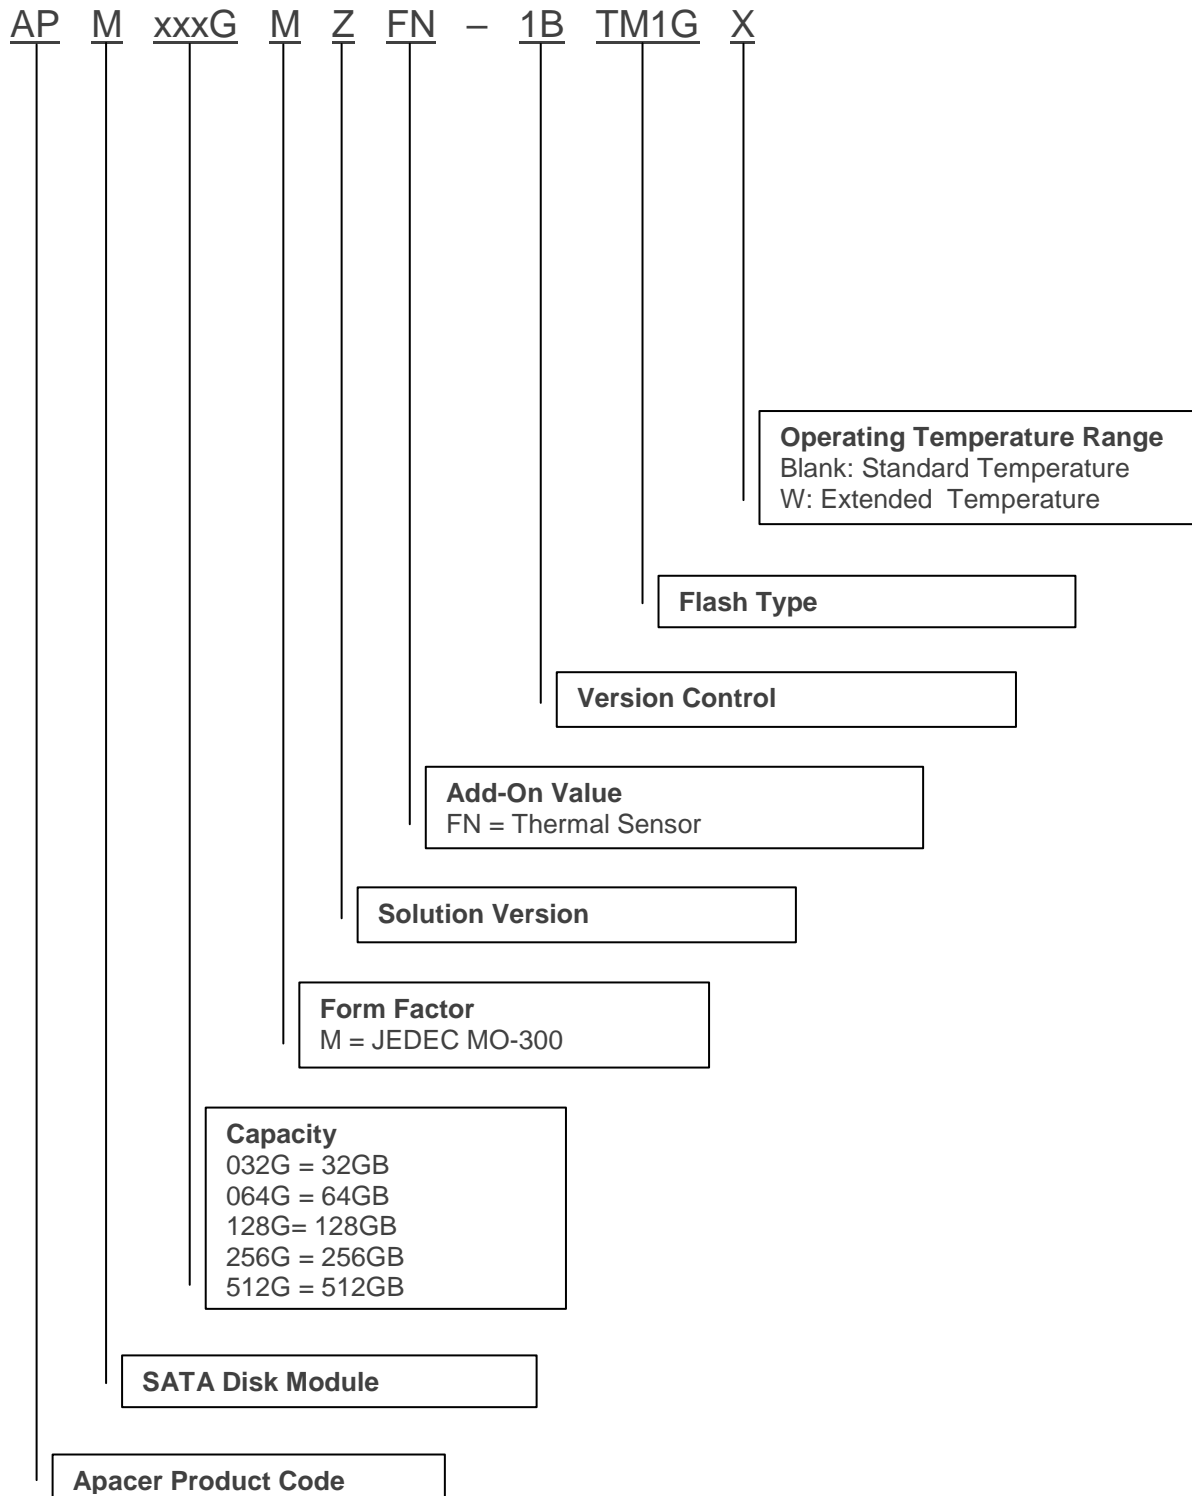 AP M xxxG M Z FN – 1B TM1G X
Operating Temperature Range
Blank: Standard Temperature
W: Extended  Temperature
Flash Type
Version Control
Add-On Value
FN = Thermal Sensor
Solution Version
Form Factor
M = JEDEC MO-300
Capacity
032G = 32GB
064G = 64GB
128G= 128GB
256G = 256GB
512G = 512GB
SATA Disk Module
Apacer Product Code